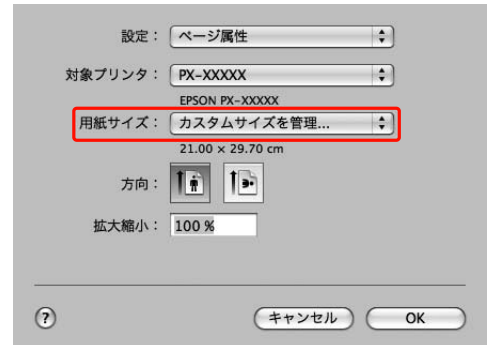 設定： ページ属性
対象プリンタ： PX-XXXXX
EPSON PX-XXXXX
用紙サイズ： カスタムサイズを管理...
21.00 × 29.70 cm
方向：
拡大縮小： 100 %
? キャンセル OK